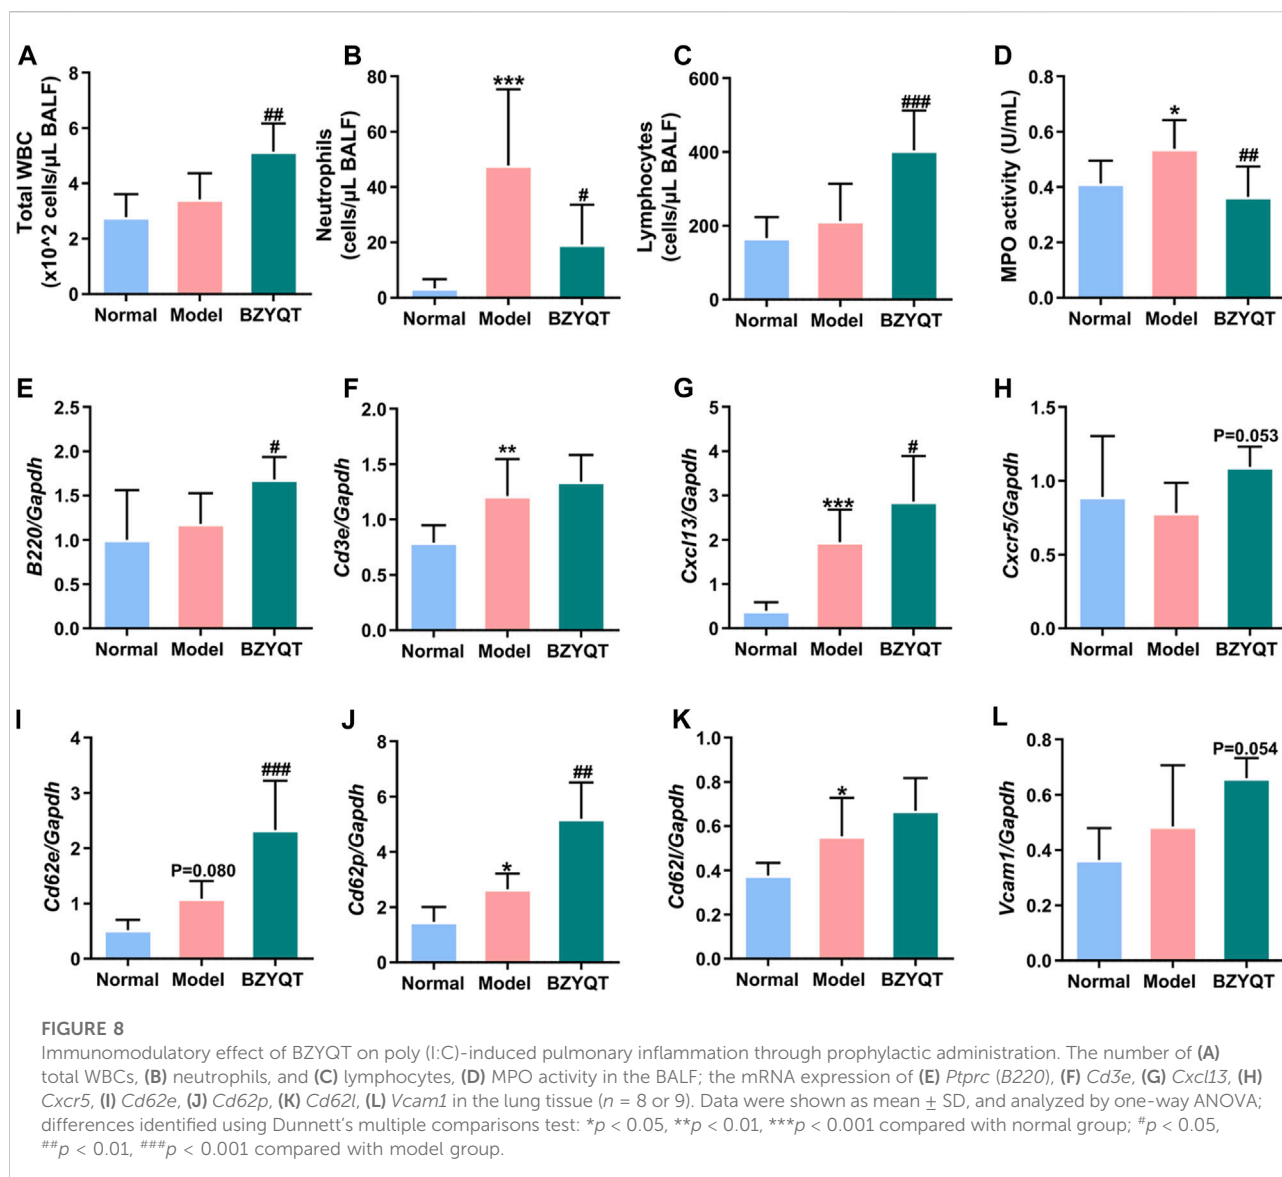 A
Total WBC
(x10^2 cells/µL BALF)
8
6
4
2
0
##
Normal Model BZYQT
B
Neutrophils
(cells/µL BALF)
80
60
40
20
0
***
#
Normal Model BZYQT
C
Lymphocytes
(cells/µL BALF)
600
400
200
0
###
Normal Model BZYQT
D
MPO activity (U/mL)
0.8
0.6
0.4
0.2
0.0
*
##
Normal Model BZYQT
E
B220/Gapdh
2.5
2.0
1.5
1.0
0.5
0.0
#
Normal Model BZYQT
F
Cd3e/Gapdh
2.0
1.5
1.0
0.5
0.0
**
Normal Model BZYQT
G
Cxcl13/Gapdh
5
4
3
2
1
0
***
#
Normal Model BZYQT
H
Cxcr5/Gapdh
1.5
1.0
0.5
0.0
P=0.053
Normal Model BZYQT
I
Cd62e/Gapdh
4
3
2
1
0
P=0.080
###
Normal Model BZYQT
J
Cd62p/Gapdh
8
6
4
2
0
*
##
Normal Model BZYQT
K
Cd62l/Gapdh
1.0
0.8
0.6
0.4
0.2
0.0
*
Normal Model BZYQT
L
Vcam1/Gapdh
0.8
0.6
0.4
0.2
0.0
P=0.054
Normal Model BZYQT
FIGURE 8
Immunomodulatory effect of BZYQT on poly (I:C)-induced pulmonary inflammation through prophylactic administration. The number of (A)
total WBCs, (B) neutrophils, and (C) lymphocytes, (D) MPO activity in the BALF; the mRNA expression of (E) Ptprc (B220), (F) Cd3e, (G) Cxcl13, (H)
Cxcr5, (I) Cd62e, (J) Cd62p, (K) Cd62l, (L) Vcam1 in the lung tissue (n = 8 or 9). Data were shown as mean ± SD, and analyzed by one-way ANOVA;
differences identified using Dunnett's multiple comparisons test: *p < 0.05, **p < 0.01, ***p < 0.001 compared with normal group; #p < 0.05,
##p < 0.01, ###p < 0.001 compared with model group.